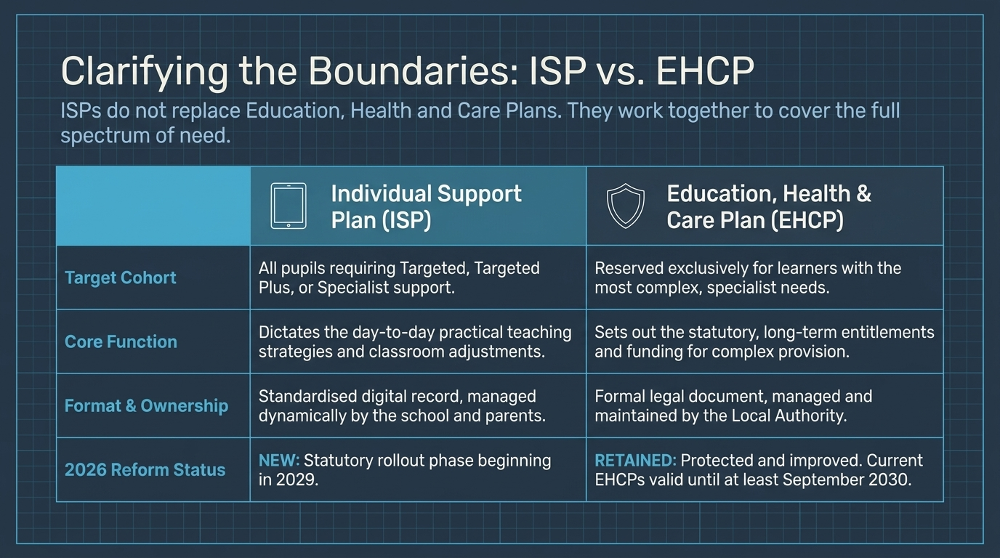 Clarifying the Boundaries: ISP vs. EHCP
ISPs do not replace Education, Health and Care Plans. They work together to cover the full
spectrum of need.
Individual Support
Plan (ISP)
Education, Health &
Care Plan (EHCP)
Target Cohort
All pupils requiring Targeted, Targeted
Plus, or Specialist support.
Reserved exclusively for learners with the
most complex, specialist needs.
Core Function
Dictates the day-to-day practical teaching
strategies and classroom adjustments.
Sets out the statutory, long-term entitlements
and funding for complex provision.
Format & Ownership
Standardised digital record, managed
dynamically by the school and parents.
Formal legal document, managed and
maintained by the Local Authority.
2026 Reform Status
NEW: Statutory rollout phase beginning
in 2029.
RETAINED: Protected and improved. Current
EHCPs valid until at least September 2030.